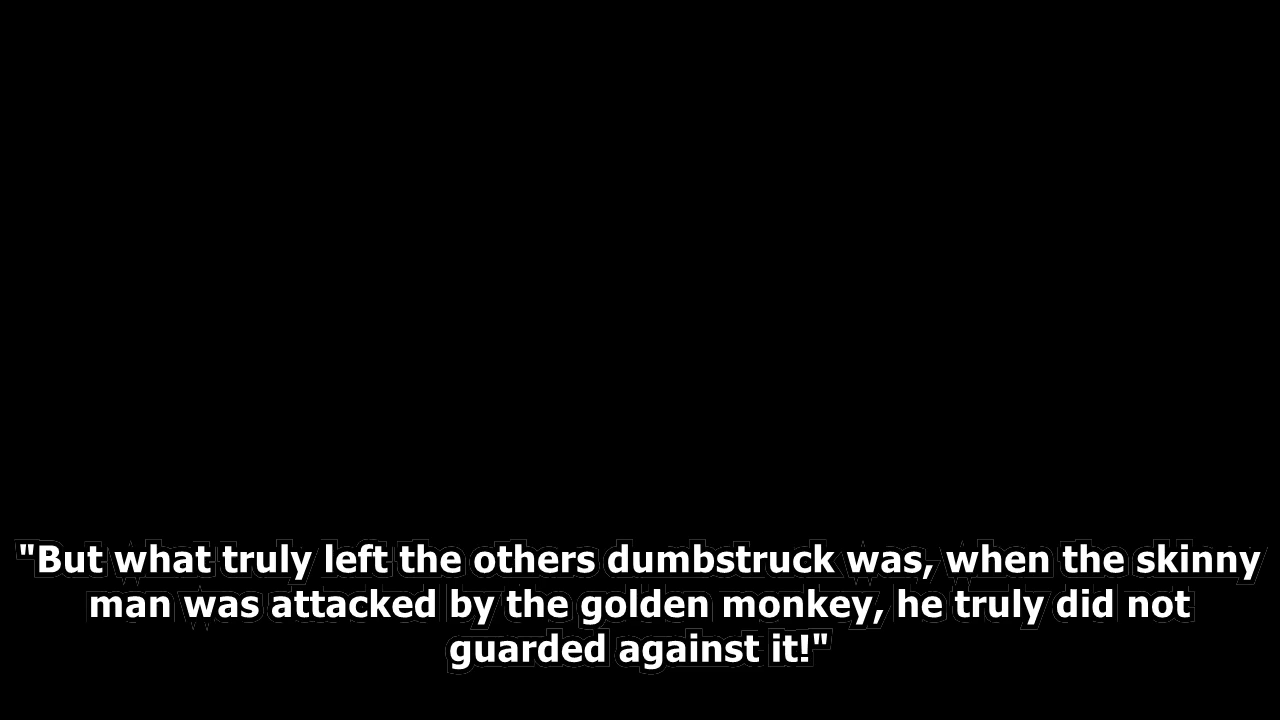 "But what truly left the others dumbstruck was, when the skinny
man was attacked by the golden monkey, he truly did not
guarded against it!"